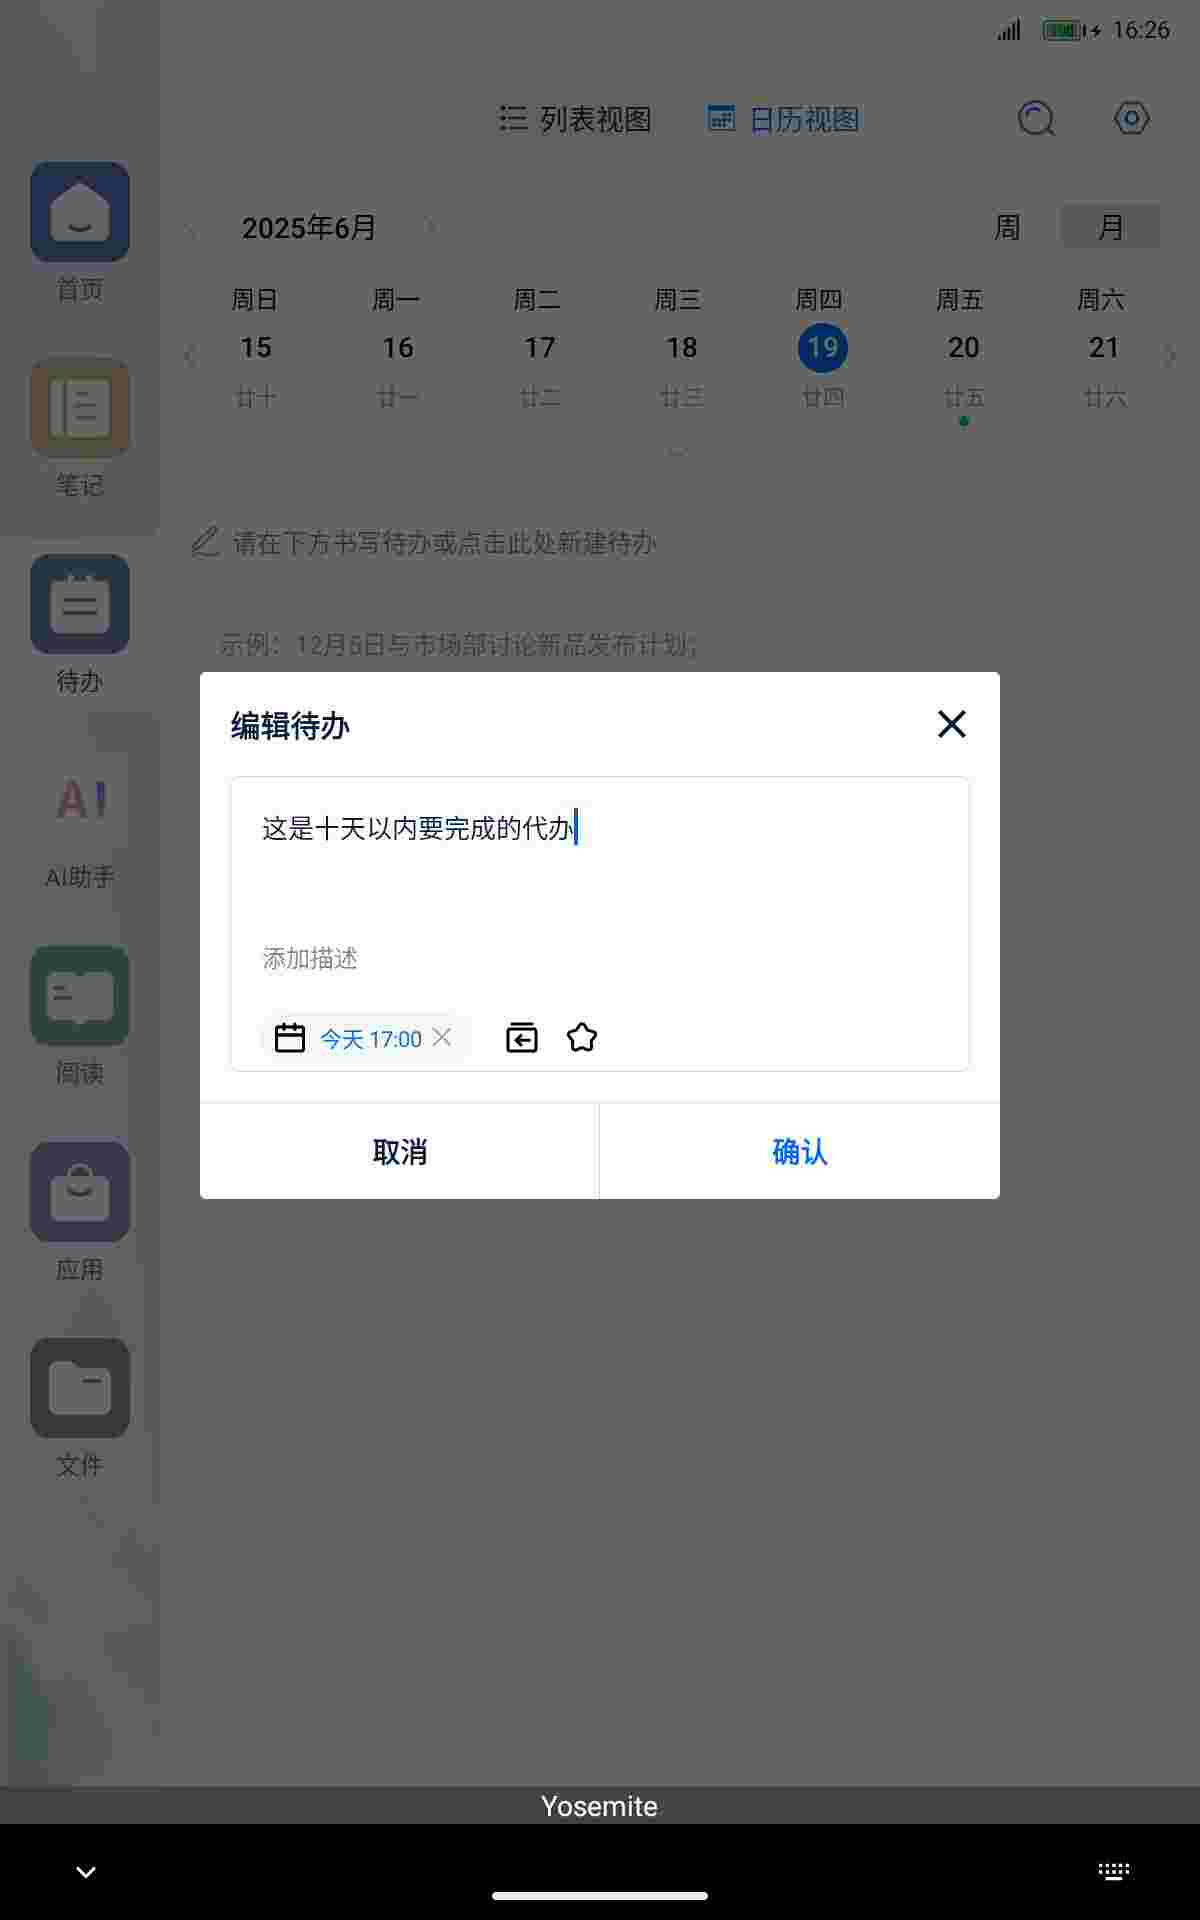 16:26
列表视图
日历视图
2025年6月
周
月
周日 周一 周二 周三 周四 周五 周六
15 16 17 18 19 20 21
廿十 廿一 廿二 廿三 廿四 廿五 廿六
请在下方书写待办或点击此处新建待办
示例：12月6日与市场部讨论新品发布计划；
首页
笔记
待办
AI
AI助手
阅读
应用
文件
编辑待办
这是十天以内要完成的代办
添加描述
今天 17:00
取消
确认
Yosemite